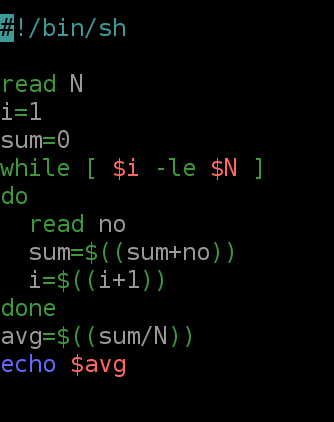 #!/bin/sh

read N
i=1
sum=0
while [ $i -le $N ]
do
  read no
  sum=$((sum+no))
  i=$((i+1))
done
avg=$((sum/N))
echo $avg